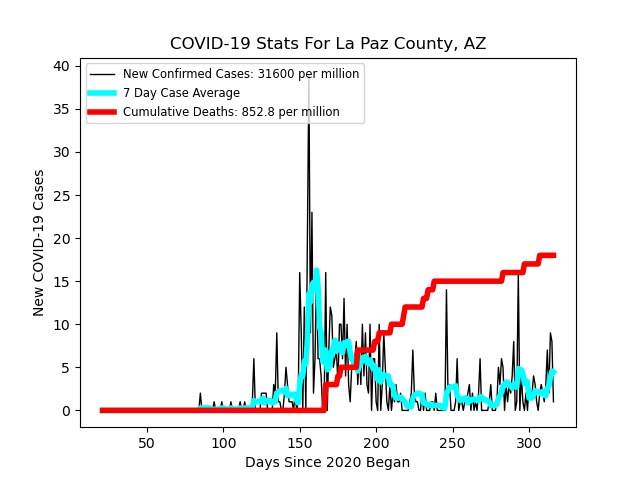 COVID-19 Stats For La Paz County, AZ
New Confirmed Cases: 31600 per million
7 Day Case Average
Cumulative Deaths: 852.8 per million
New COVID-19 Cases
40
35
30
25
20
15
10
5
0
50 100 150 200 250 300
Days Since 2020 Began